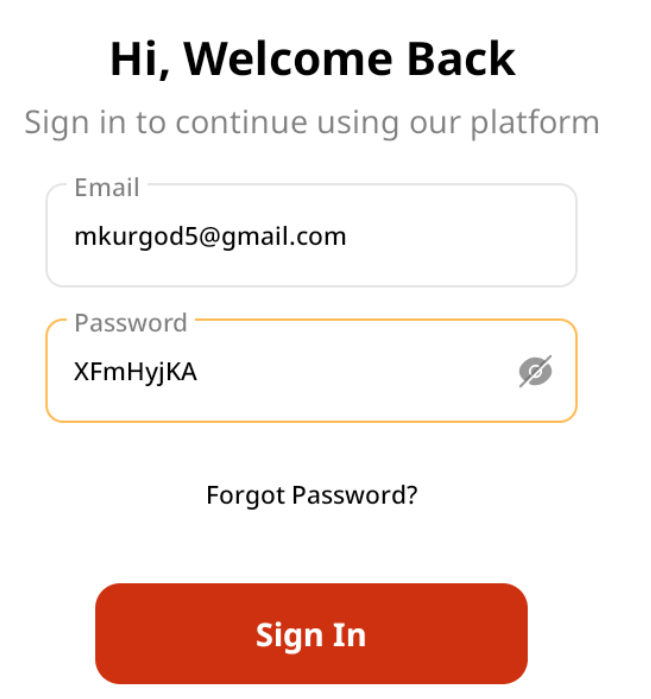 Hi, Welcome Back
Sign in to continue using our platform
Email
mkurgod5@gmail.com
Password
XFmHyjKA
Forgot Password?
Sign In